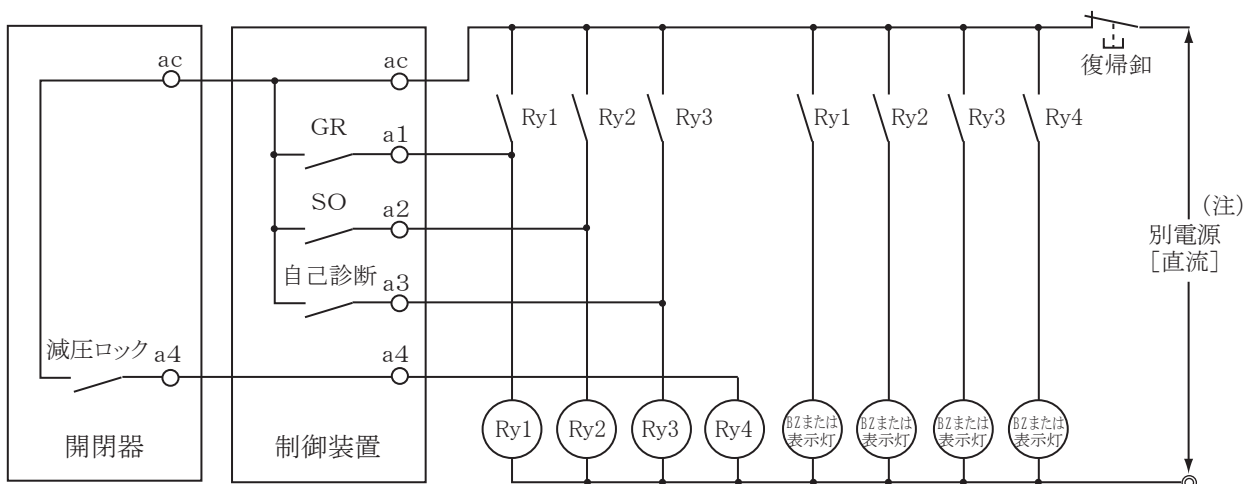 ac
ac
復帰釦
Ry1
Ry2
Ry3
Ry1
Ry2
Ry3
Ry4
GR
a1
SO
a2
(注)
別電源
[直流]
自己診断
a3
減圧ロック
a4
a4
Ry1
Ry2
Ry3
Ry4
BZまたは
表示灯
BZまたは
表示灯
BZまたは
表示灯
BZまたは
表示灯
開閉器
制御装置